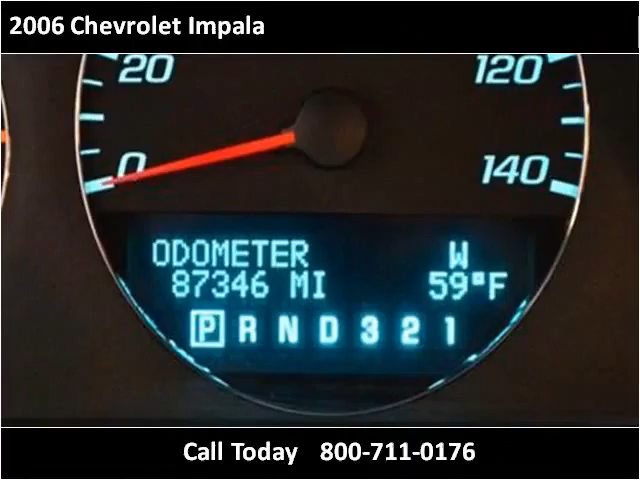 2006 Chevrolet Impala
20 120
0 140
ODOMETER W
87346 MI 59°F
P R N D 3 2 1
Call Today 800-711-0176